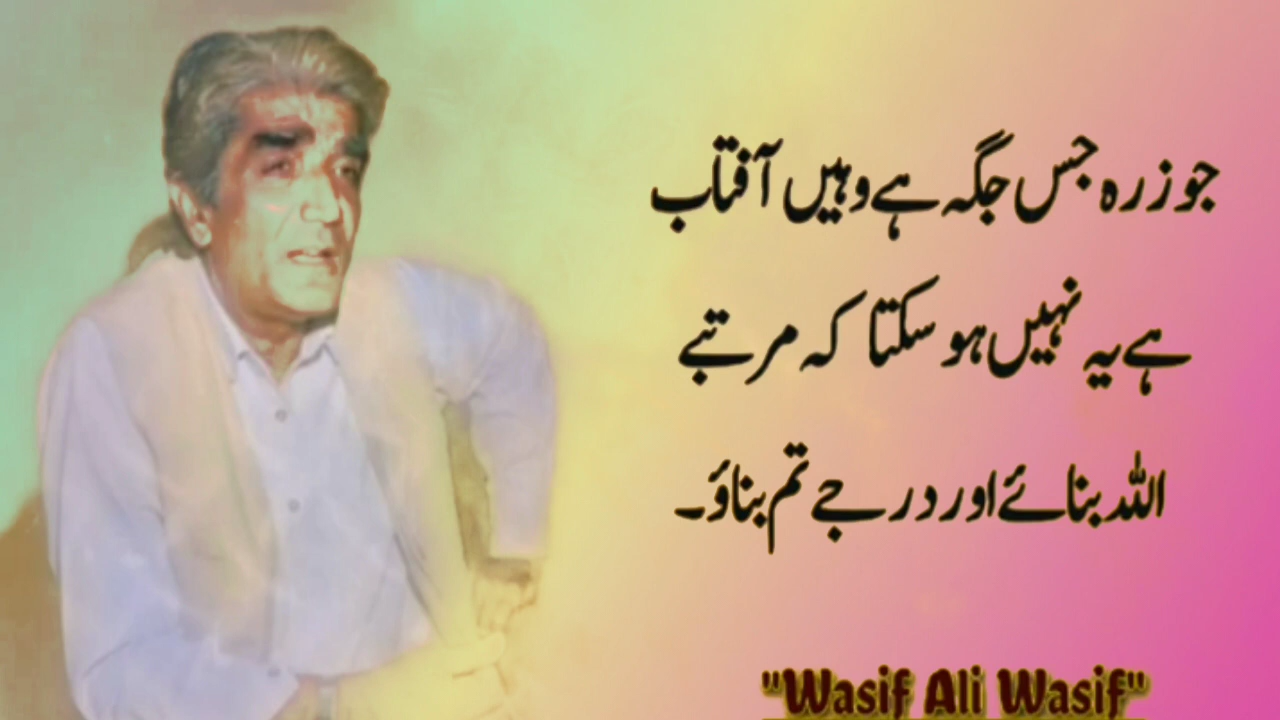 جو زرہ جس جگہ ہے وہیں آفتاب
ہے یہ نہیں ہو سکتا کہ مرتبے
اللہ بنائے اور درجے تم بناؤ۔
"Wasif Ali Wasif"